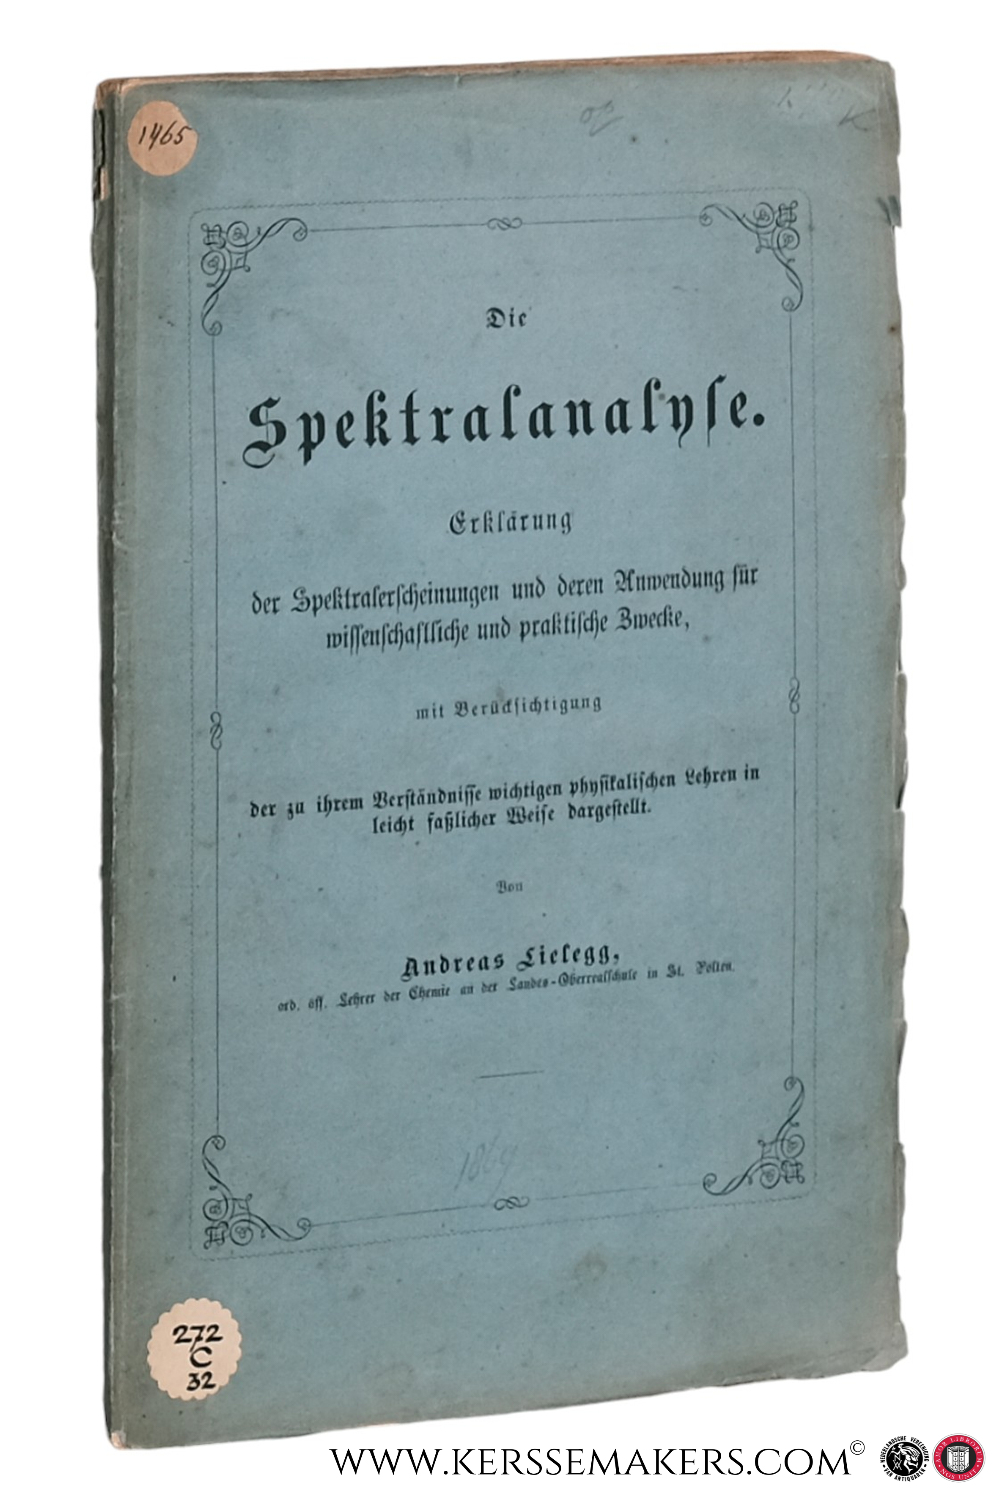 1465
Die
Spektralanalyse.
Erklärung
der Spektralerscheinungen und deren Anwendung für
wissenschaftliche und praktische Zwecke,
mit Berücksichtigung
der zu ihrem Verständnisse wichtigen physikalischen Lehren in
leicht faßlicher Weise dargestellt.
Von
Andreas Lielegg,
ord. öff. Lehrer der Chemie an der Landes-Oberrealschule in St. Pölten.
272
C
32
WWW.KERSSEMAKERS.COM©